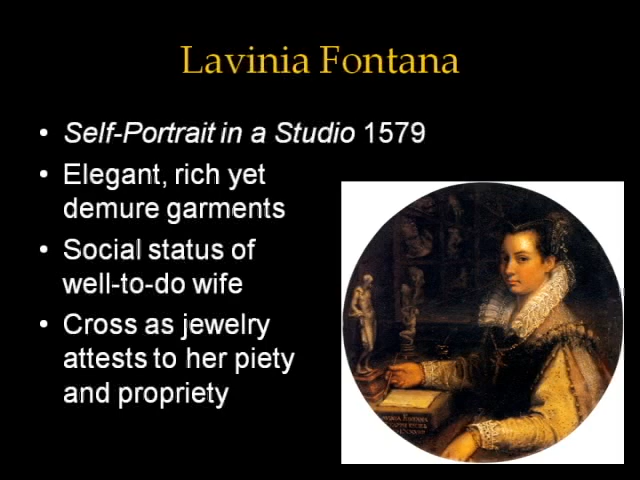 Lavinia Fontana
• Self-Portrait in a Studio 1579
• Elegant, rich yet
demure garments
• Social status of
well-to-do wife
• Cross as jewelry
attests to her piety
and propriety